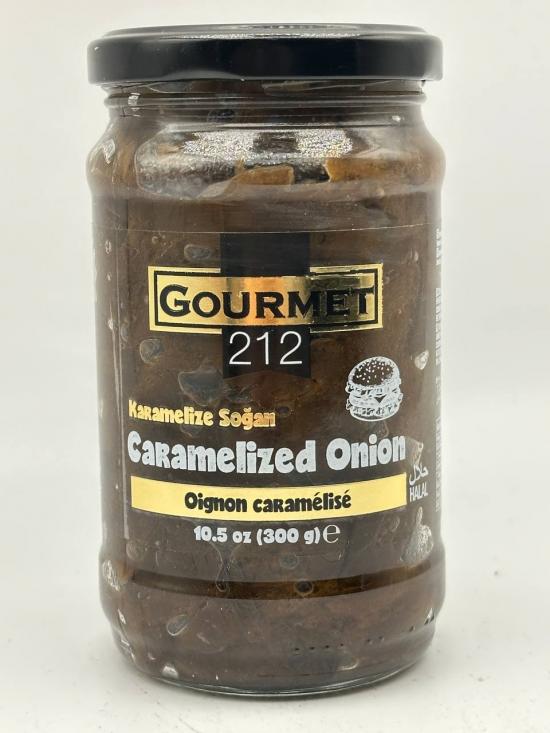 GOURMET
212
Karamelize Soğan
Caramelized Onion
Oignon caramélisé
حلال
HALAL
10.5 oz (300 g) ℮